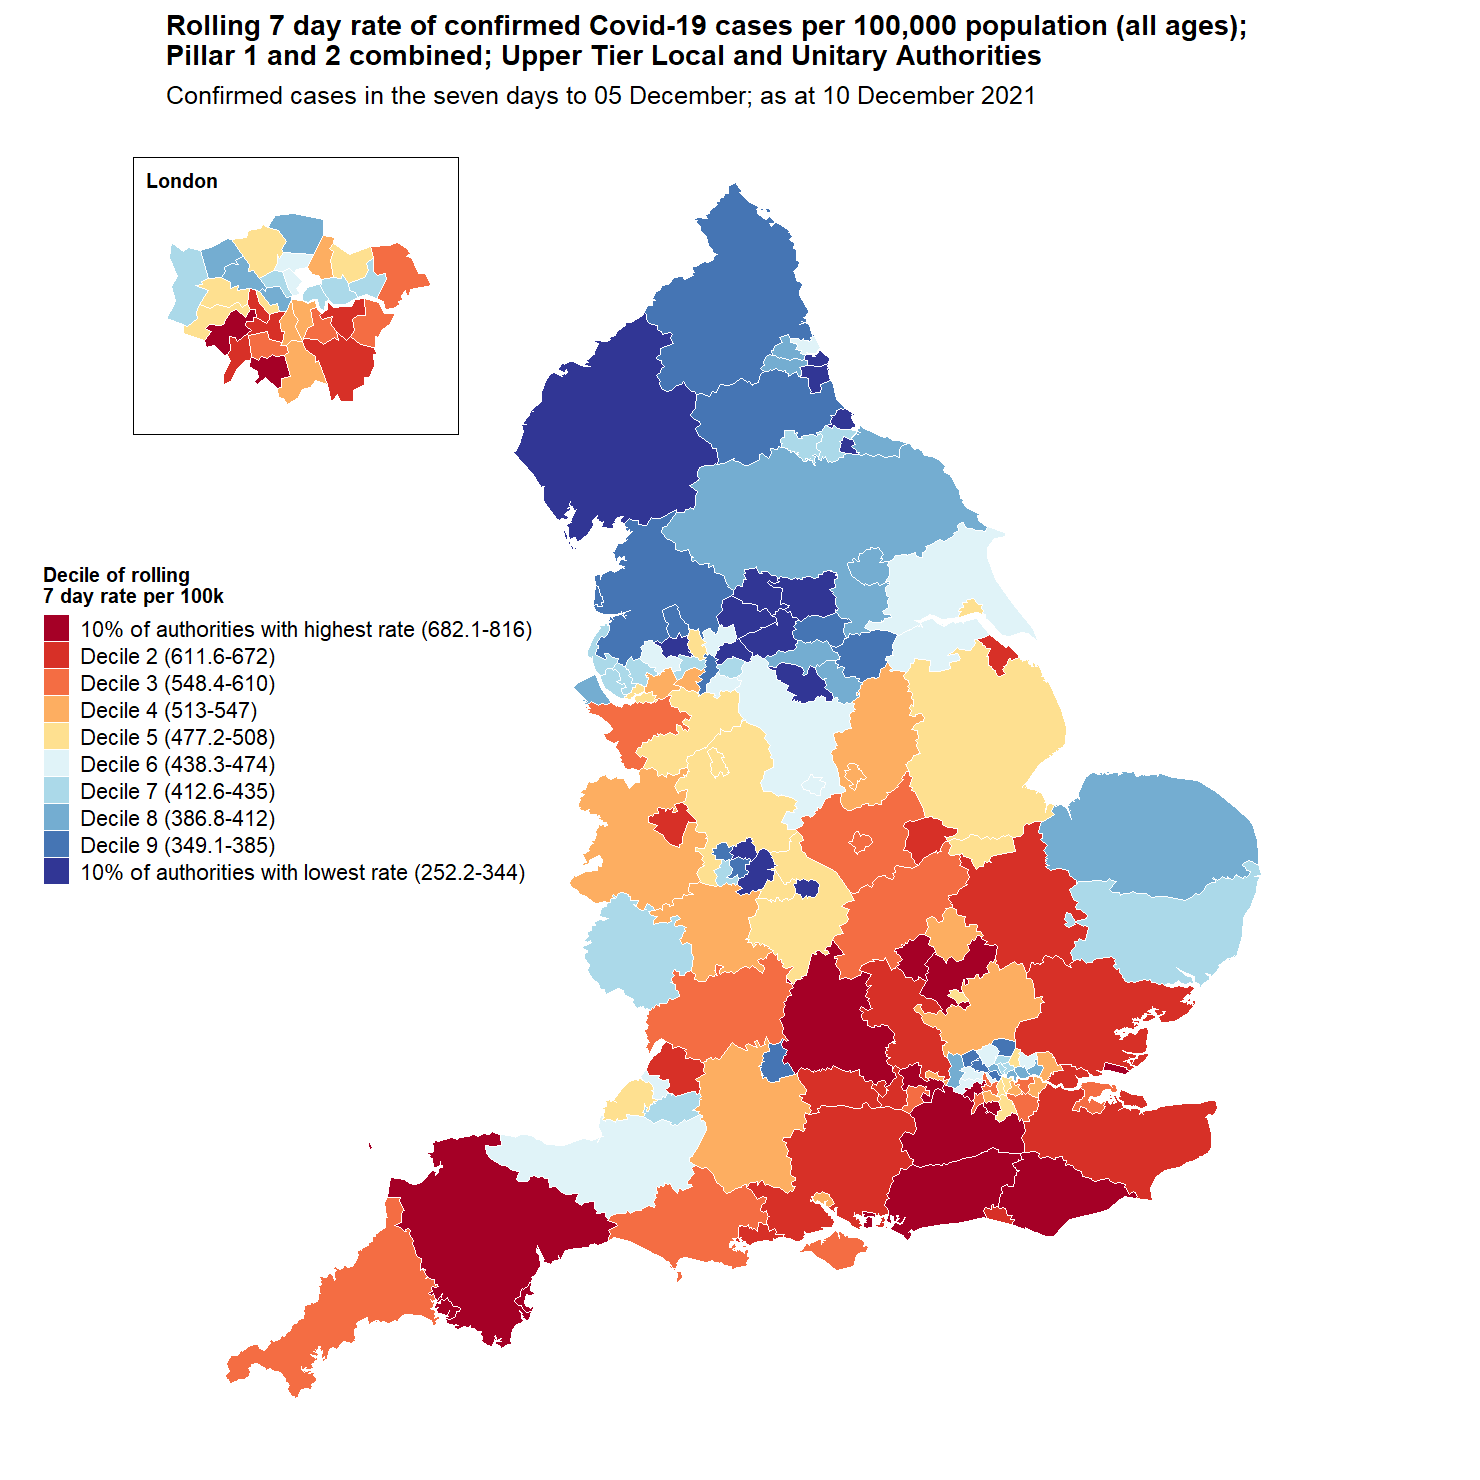 Rolling 7 day rate of confirmed Covid-19 cases per 100,000 population (all ages);
Pillar 1 and 2 combined; Upper Tier Local and Unitary Authorities
Confirmed cases in the seven days to 05 December; as at 10 December 2021
London
Decile of rolling
7 day rate per 100k
10% of authorities with highest rate (682.1-816)
Decile 2 (611.6-672)
Decile 3 (548.4-610)
Decile 4 (513-547)
Decile 5 (477.2-508)
Decile 6 (438.3-474)
Decile 7 (412.6-435)
Decile 8 (386.8-412)
Decile 9 (349.1-385)
10% of authorities with lowest rate (252.2-344)